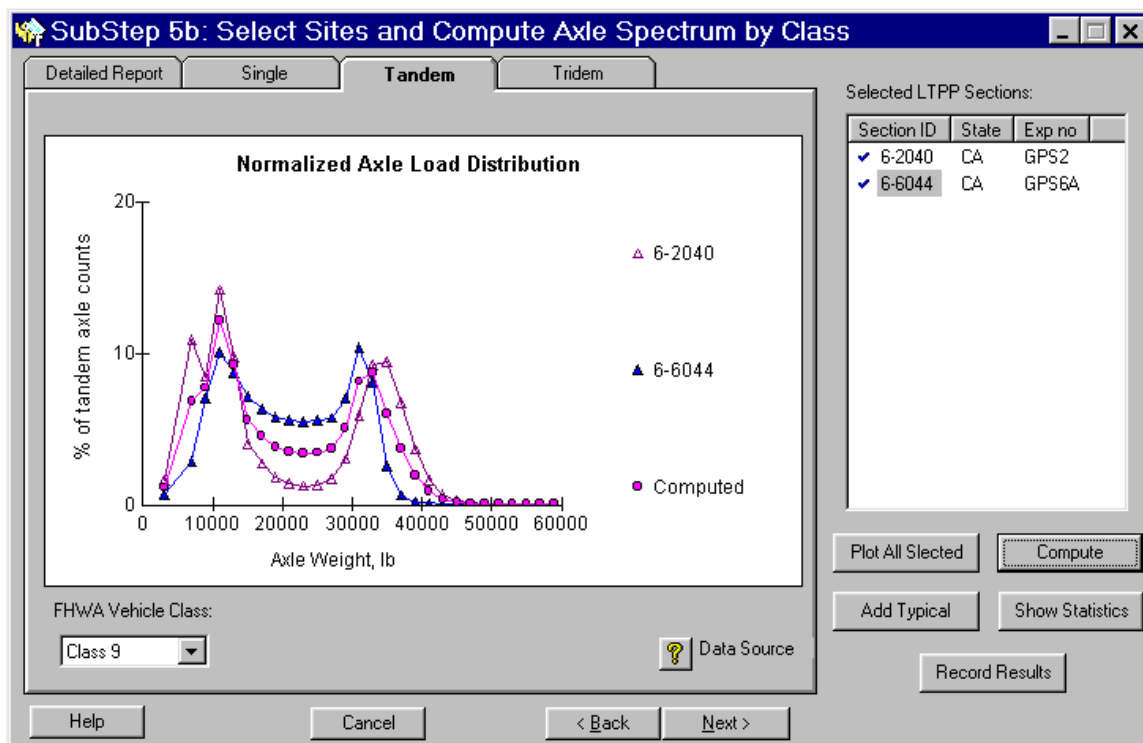 SubStep 5b: Select Sites and Compute Axle Spectrum by Class
Detailed Report Single Tandem Tridem
Normalized Axle Load Distribution
% of tandem axle counts
20
10
0
0 10000 20000 30000 40000 50000 60000
Axle Weight, lb
6-2040
6-6044
Computed
FHWA Vehicle Class:
Class 9
? Data Source
Selected LTPP Sections:
Section ID State Exp no
6-2040 CA GPS2
6-6044 CA GPS6A
Plot All Slected Compute
Add Typical Show Statistics
Record Results
Help Cancel < Back Next >